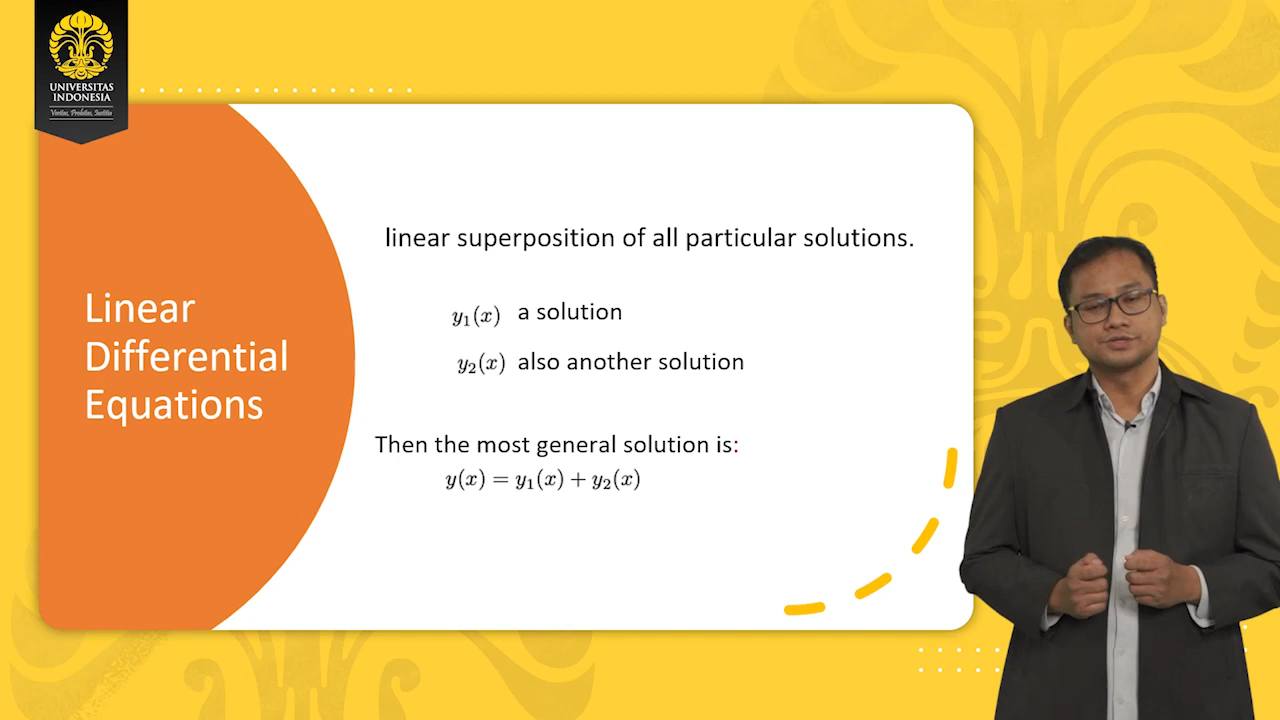 UNIVERSITAS
INDONESIA
Veritas, Probitas, Iustitia
Linear
Differential
Equations
linear superposition of all particular solutions.
y₁(x) a solution
y₂(x) also another solution
Then the most general solution is:
y(x) = y₁(x) + y₂(x)